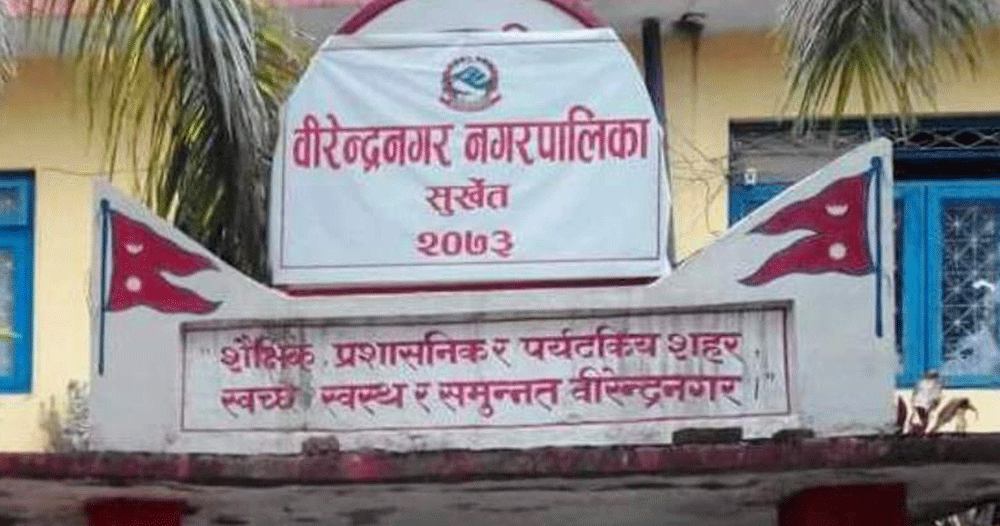 वीरेन्द्रनगर नगरपालिका
सुर्खेत
२०७३
"शैक्षिक, प्रशासनिक र पर्यटकिय शहर
स्वच्छ स्वस्थ र समुन्नत वीरेन्द्रनगर ।"